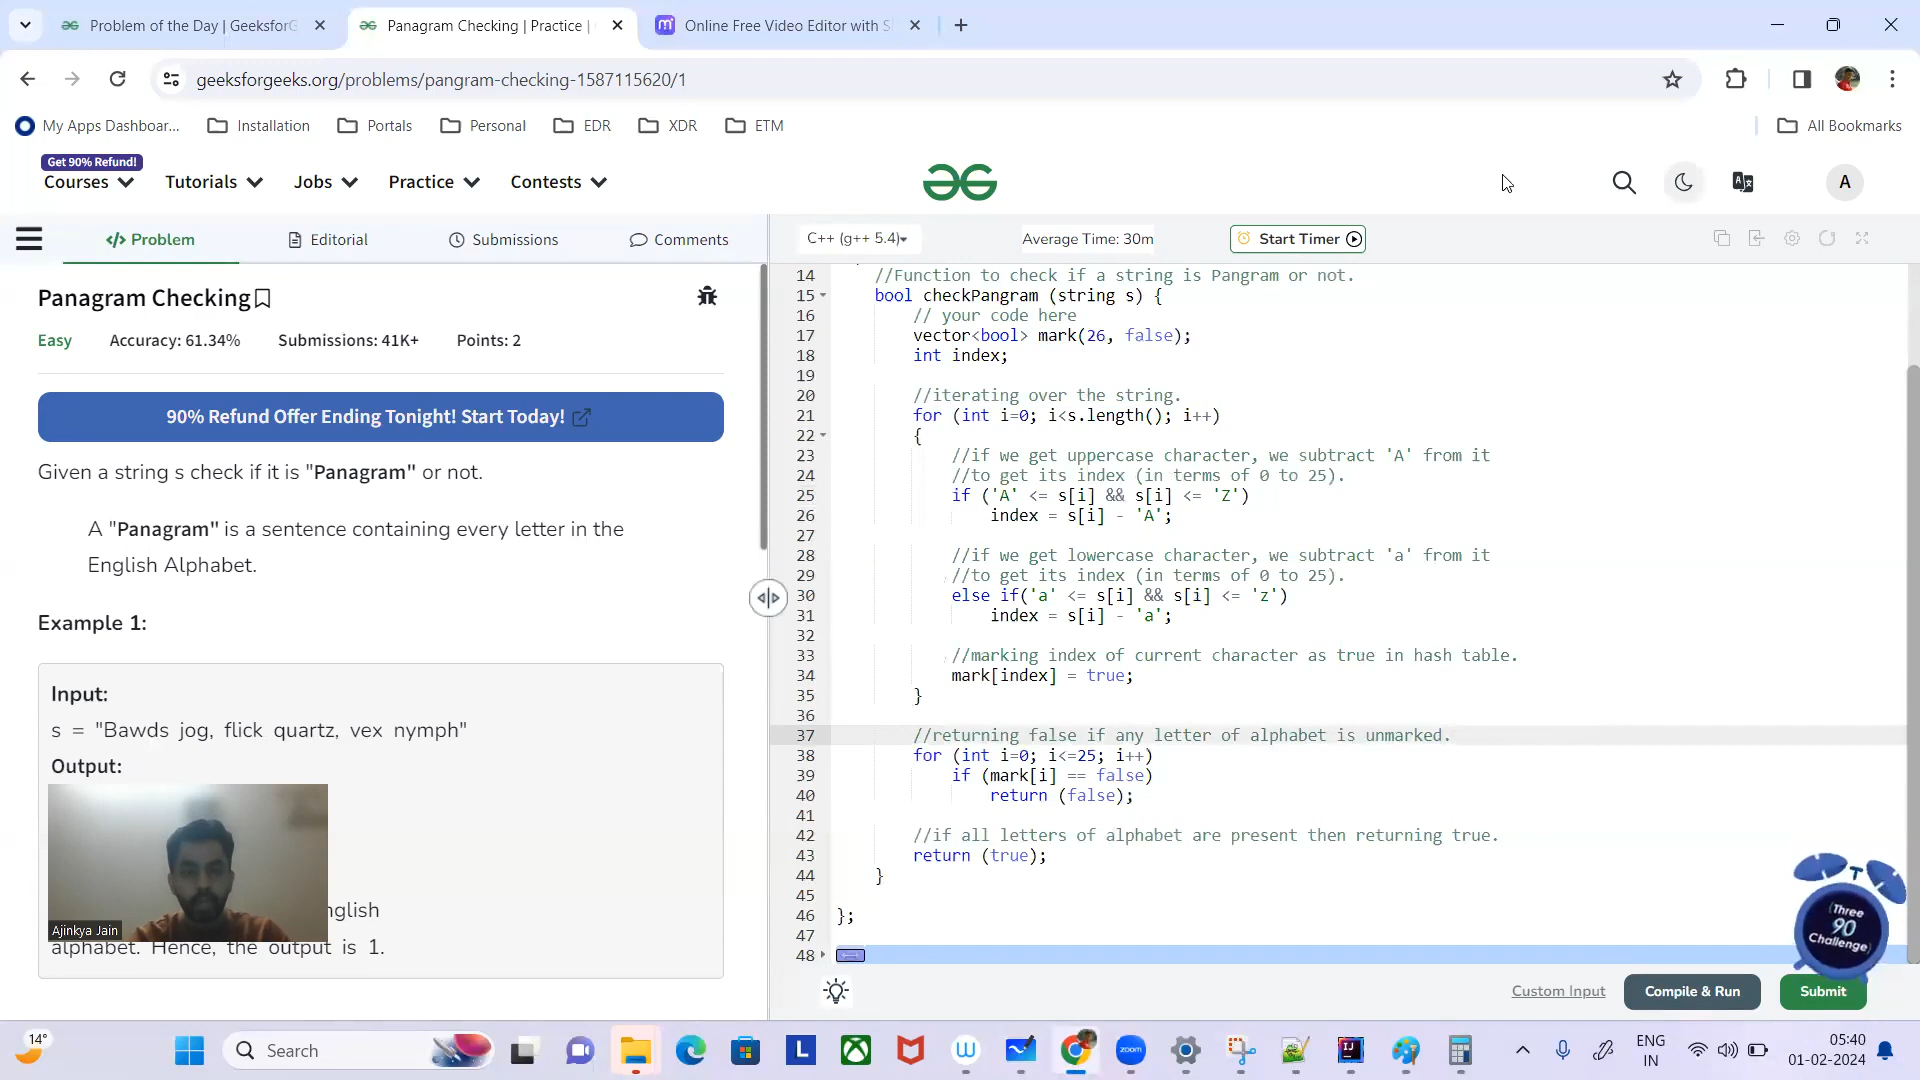 Problem of the Day | GeeksforG
Panagram Checking | Practice |
Online Free Video Editor with S
geeksforgeeks.org/problems/pangram-checking-1587115620/1
My Apps Dashboar...
Installation
Portals
Personal
EDR
XDR
ETM
All Bookmarks
Get 90% Refund!
Courses
Tutorials
Jobs
Practice
Contests
A
</> Problem
Editorial
Submissions
Comments
C++ (g++ 5.4)
Average Time: 30m
Start Timer
Panagram Checking
Easy
Accuracy: 61.34%
Submissions: 41K+
Points: 2
90% Refund Offer Ending Tonight! Start Today!
Given a string s check if it is "Panagram" or not.
A "Panagram" is a sentence containing every letter in the
English Alphabet.
Example 1:
Input:
s = "Bawds jog, flick quartz, vex nymph"
Output:
nglish
alphabet. Hence, the output is 1.
Ajinkya Jain
14 //Function to check if a string is Pangram or not.
15 bool checkPangram (string s) {
16 // your code here
17 vector<bool> mark(26, false);
18 int index;
19
20 //iterating over the string.
21 for (int i=0; i<s.length(); i++)
22 {
23 //if we get uppercase character, we subtract 'A' from it
24 //to get its index (in terms of 0 to 25).
25 if ('A' <= s[i] && s[i] <= 'Z')
26 index = s[i] - 'A';
27
28 //if we get lowercase character, we subtract 'a' from it
29 //to get its index (in terms of 0 to 25).
30 else if('a' <= s[i] && s[i] <= 'z')
31 index = s[i] - 'a';
32
33 //marking index of current character as true in hash table.
34 mark[index] = true;
35 }
36
37 //returning false if any letter of alphabet is unmarked.
38 for (int i=0; i<=25; i++)
39 if (mark[i] == false)
40 return (false);
41
42 //if all letters of alphabet are present then returning true.
43 return (true);
44 }
45
46 };
47
48
Three
90
Challenge
Custom Input
Compile & Run
Submit
14°
Search
zoom
ENG
IN
05:40
01-02-2024